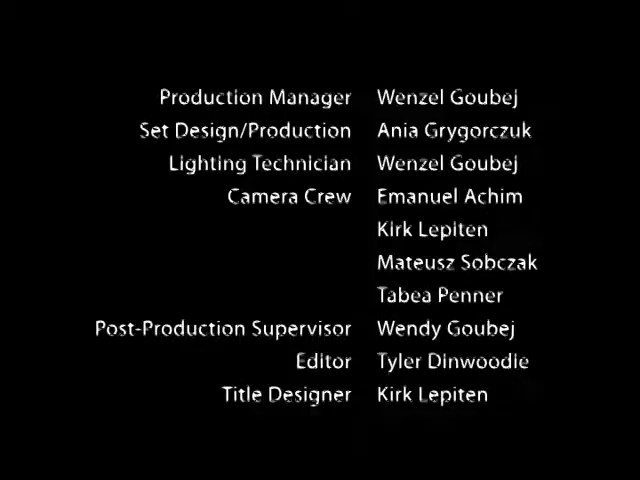 Production Manager Wenzel Goubej
Set Design/Production Ania Grygorczuk
Lighting Technician Wenzel Goubej
Camera Crew Emanuel Achim
Kirk Lepiten
Mateusz Sobczak
Tabea Penner
Post-Production Supervisor Wendy Goubej
Editor Tyler Dinwoodie
Title Designer Kirk Lepiten